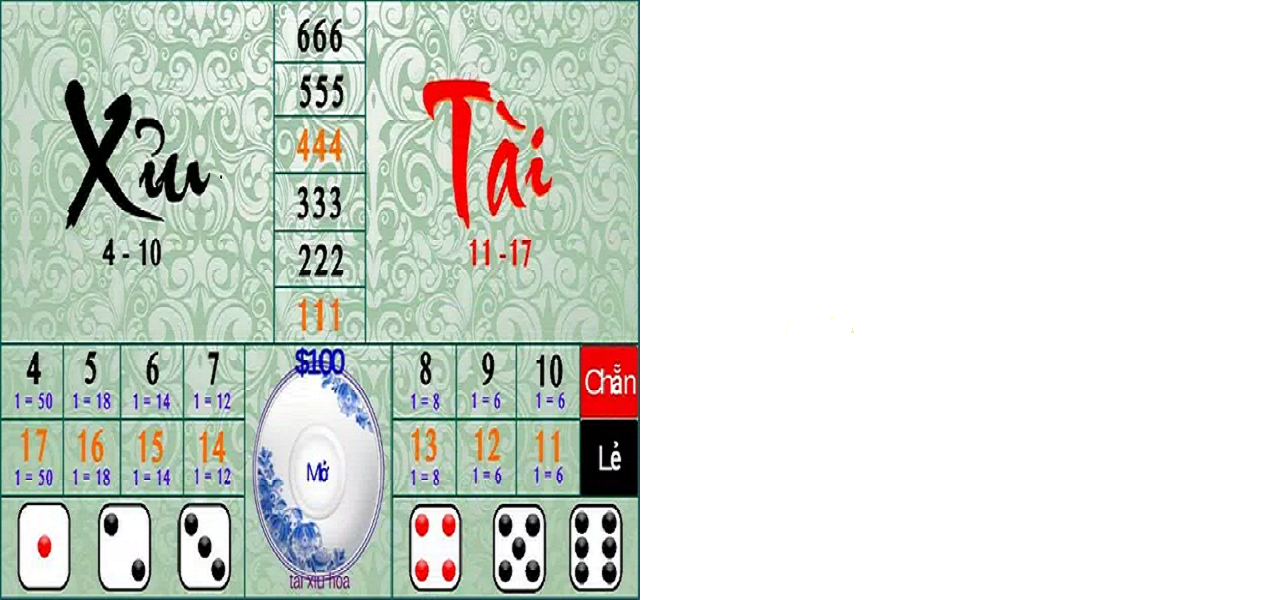 Xỉu
4 - 10
666
555
444
333
222
111
Tài
11 - 17
4 5 6 7
1 = 50 1 = 18 1 = 14 1 = 12
17 16 15 14
1 = 50 1 = 18 1 = 14 1 = 12
$100
Mở
tài xỉu hoa
8 9 10
1 = 8 1 = 6 1 = 6
13 12 11
1 = 8 1 = 6 1 = 6
Chẵn
Lẻ